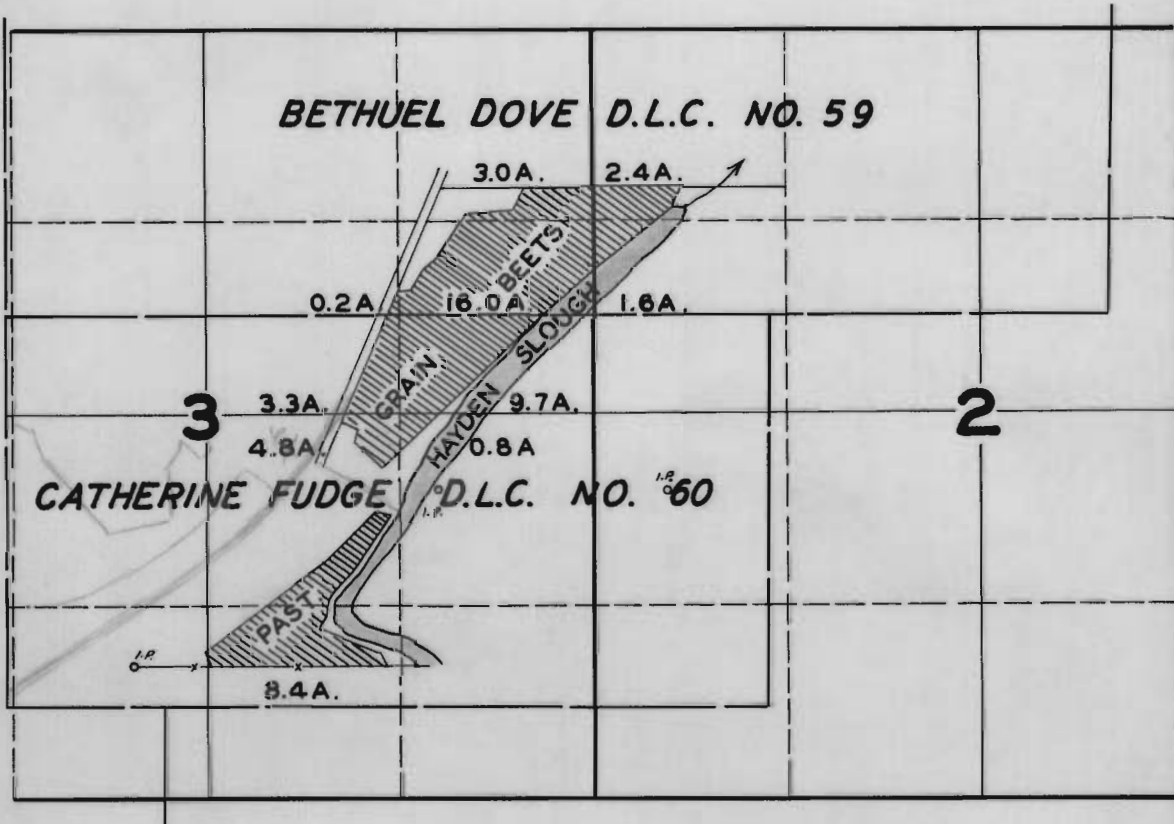 BETHUEL DOVE D.L.C. NO. 59
3.0A. 2.4A.
BEETS
0.2A. 16.0A. 1.6A.
SLOUGH
GRAIN
3 3.3A. HAYDEN 9.7A. 2
4.8A. 0.8A
I.P.
CATHERINE FUDGE D.L.C. NO. 60
I.P.
PAST.
I.P.
8.4A.